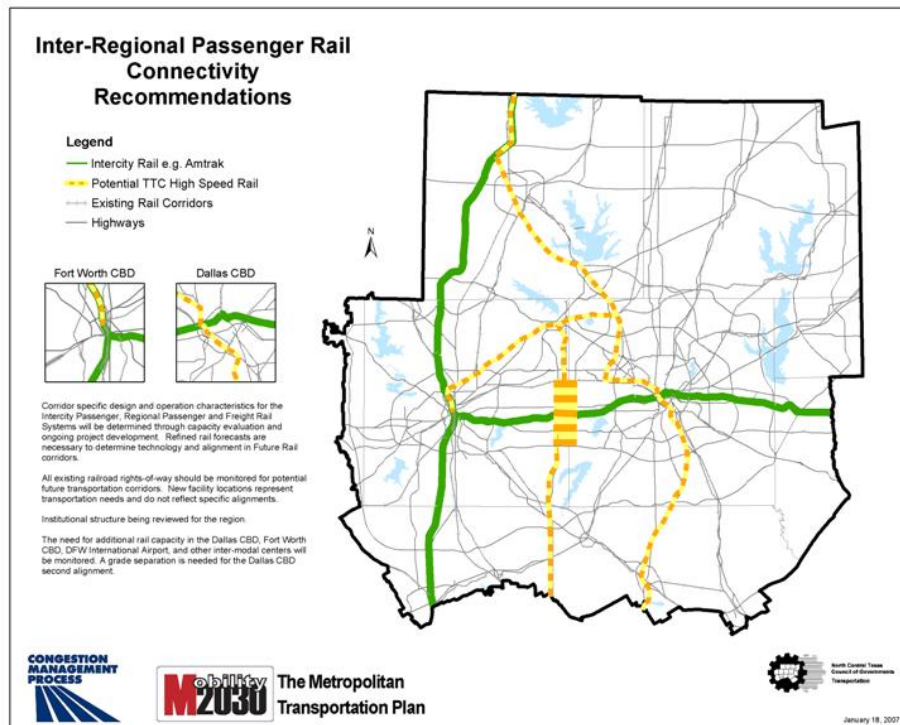 Inter-Regional Passenger Rail
Connectivity
Recommendations
Legend
Intercity Rail e.g. Amtrak
Potential TTC High Speed Rail
Existing Rail Corridors
Highways
N
Fort Worth CBD
Dallas CBD
Corridor specific design and operation characteristics for the
Intercity Passenger, Regional Passenger and Freight Rail
Systems will be determined through capacity evaluation and
ongoing project development. Refined rail forecasts are
necessary to determine technology and alignment in Future Rail
corridors.
All existing railroad rights-of-way should be monitored for potential
future transportation corridors. New facility locations represent
transportation needs and do not reflect specific alignments.
Institutional structure being reviewed for the region.
The need for additional rail capacity in the Dallas CBD, Fort Worth
CBD, DFW International Airport, and other inter-modal centers will
be monitored. A grade separation is needed for the Dallas CBD
second alignment.
CONGESTION
MANAGEMENT
PROCESS
Mobility
2030
The Metropolitan
Transportation Plan
North Central Texas
Council of Governments
Transportation
January 18, 2007